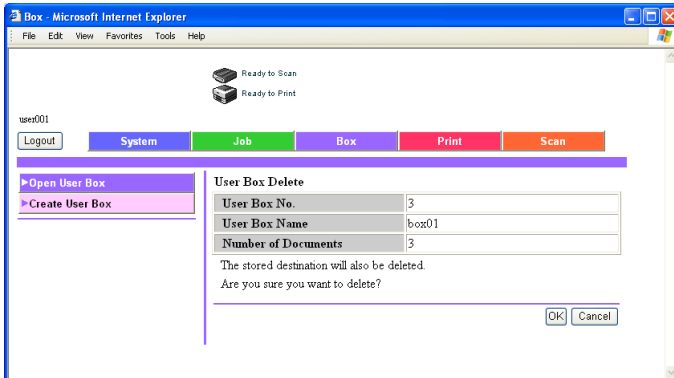 Box - Microsoft Internet Explorer
File Edit View Favorites Tools Help
Ready to Scan
Ready to Print
user001
Logout System Job Box Print Scan
Open User Box
Create User Box
User Box Delete
User Box No. 3
User Box Name box01
Number of Documents 3
The stored destination will also be deleted.
Are you sure you want to delete?
OK Cancel